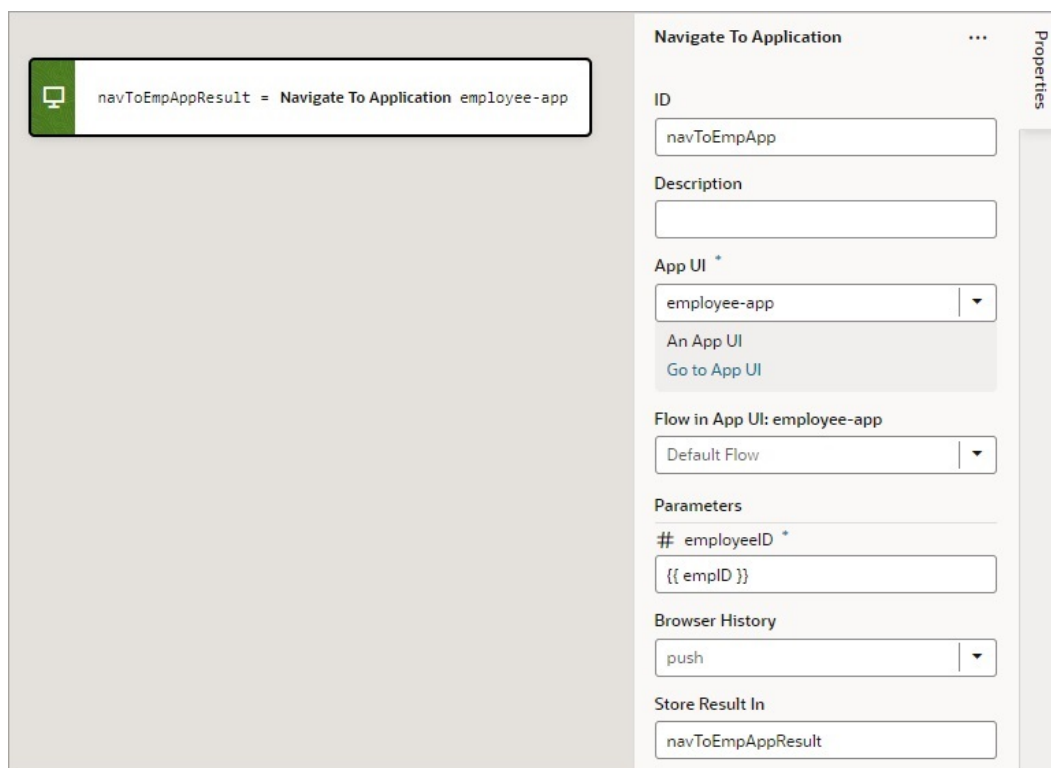 navToEmpAppResult = Navigate To Application employee-app
Navigate To Application
...
Properties
ID
navToEmpApp
Description
App UI *
employee-app
An App UI
Go to App UI
Flow in App UI: employee-app
Default Flow
Parameters
# employeeID *
{{ empID }}
Browser History
push
Store Result In
navToEmpAppResult